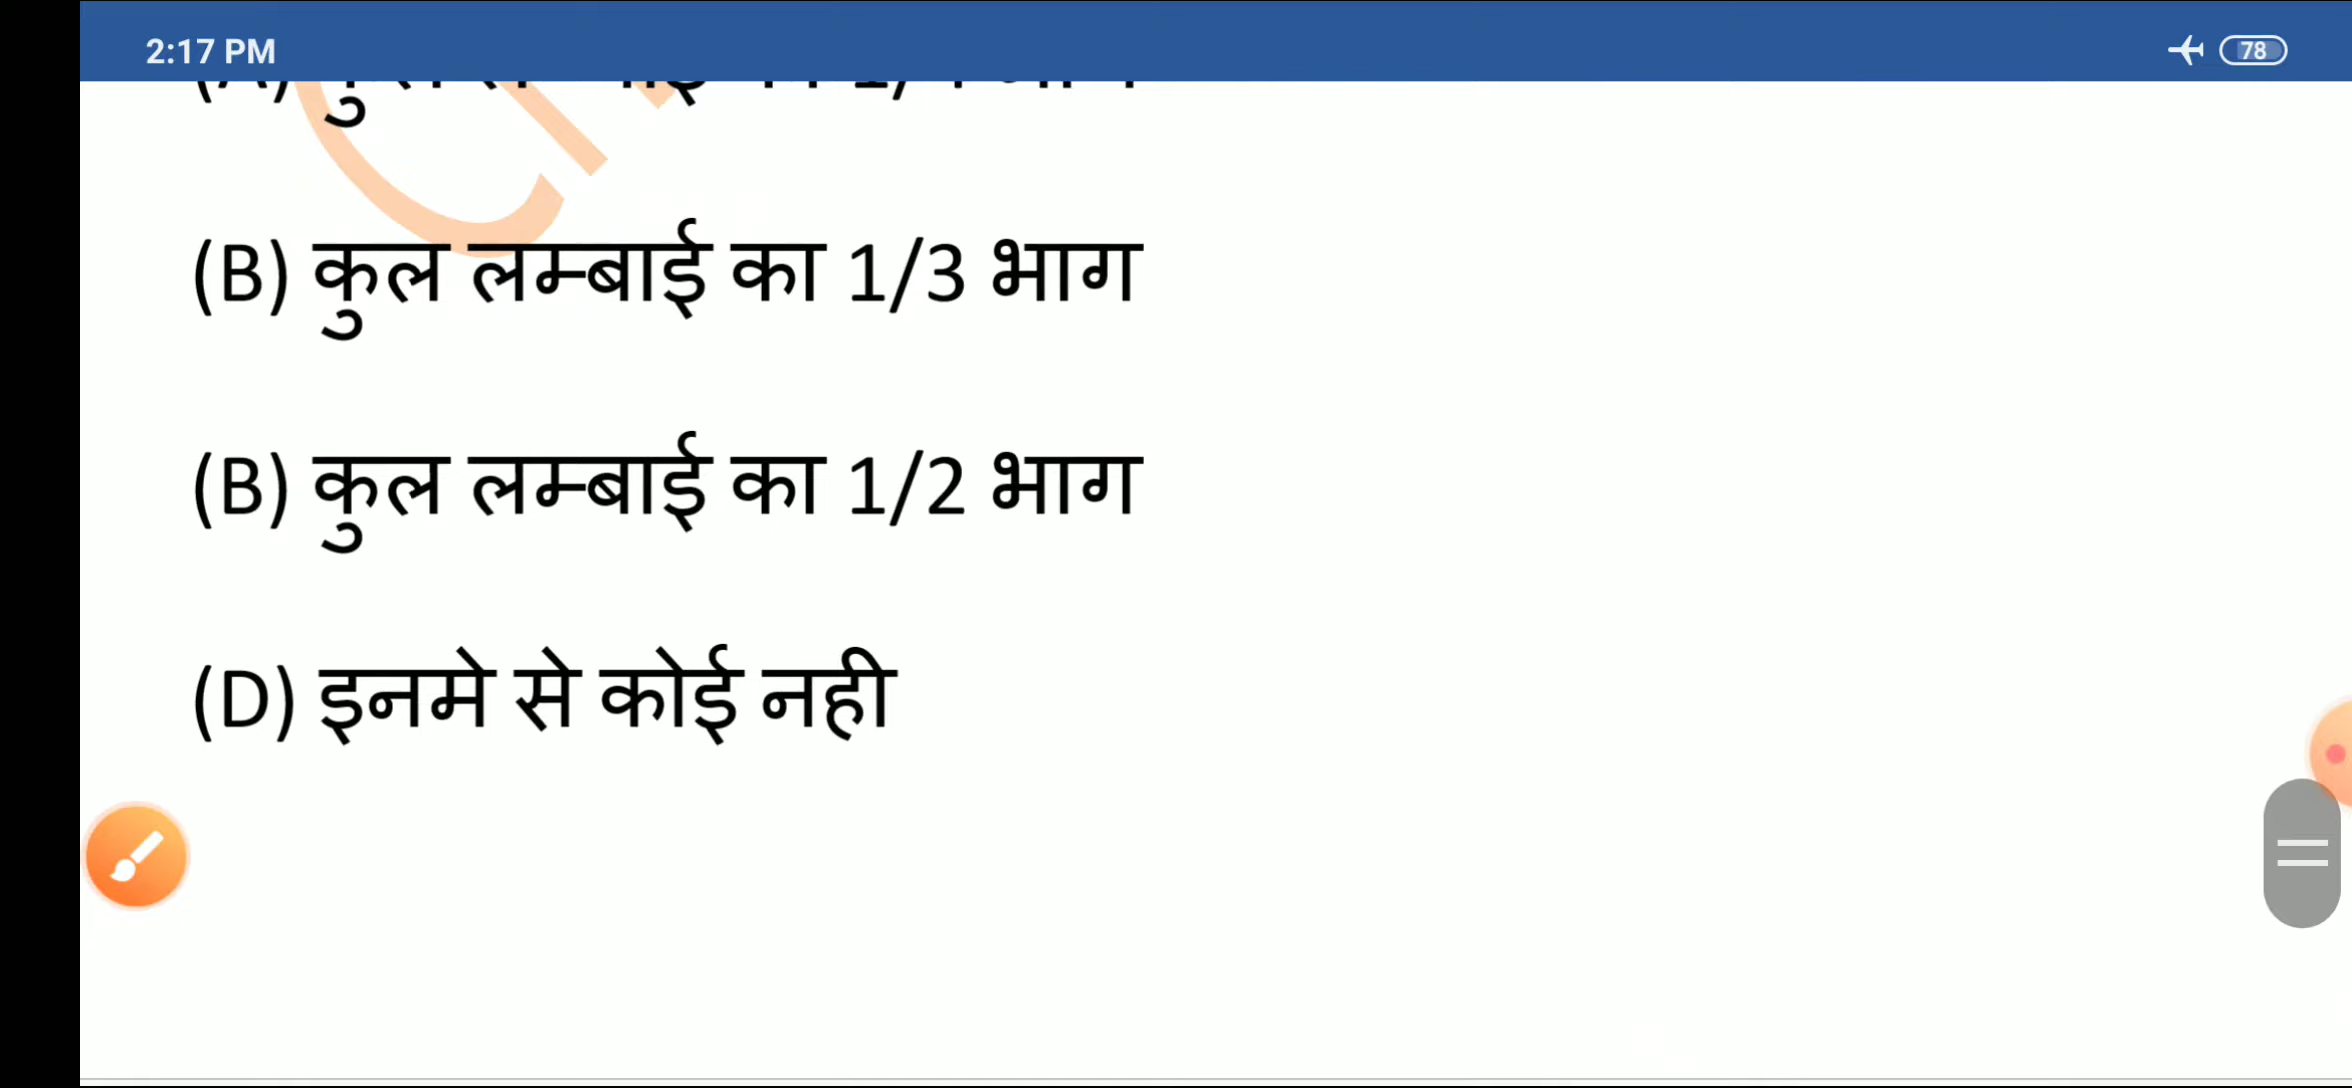 2:17 PM
78
(B) कुल लम्बाई का 1/3 भाग
(B) कुल लम्बाई का 1/2 भाग
(D) इनमे से कोई नही